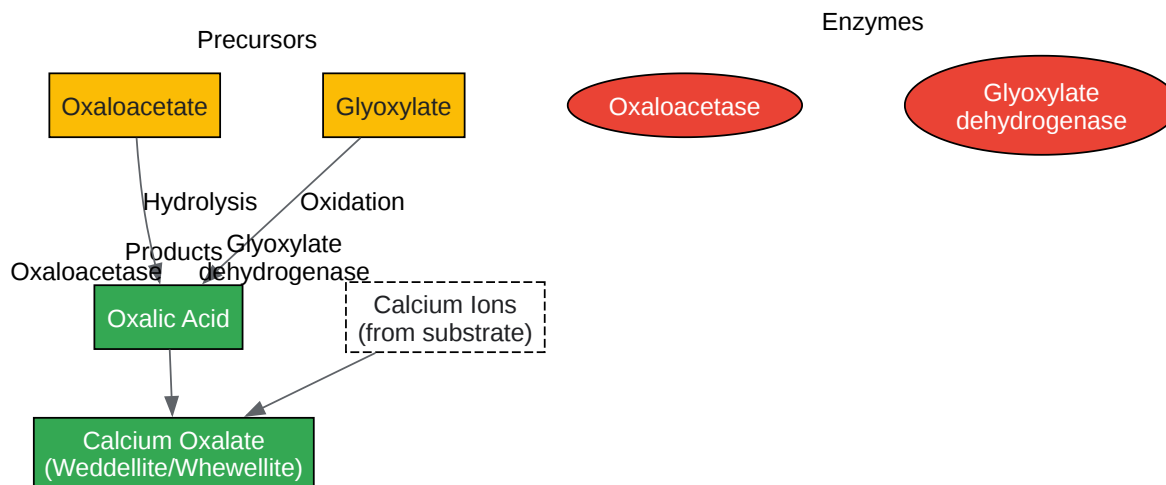 Precursors
Enzymes
Oxaloacetate
Glyoxylate
Oxaloacetase
Glyoxylate
dehydrogenase
Hydrolysis
Oxidation
Products
Glyoxylate
Oxaloacetase
dehydrogenase
Oxalic Acid
Calcium Ions
(from substrate)
Calcium Oxalate
(Weddellite/Whewellite)